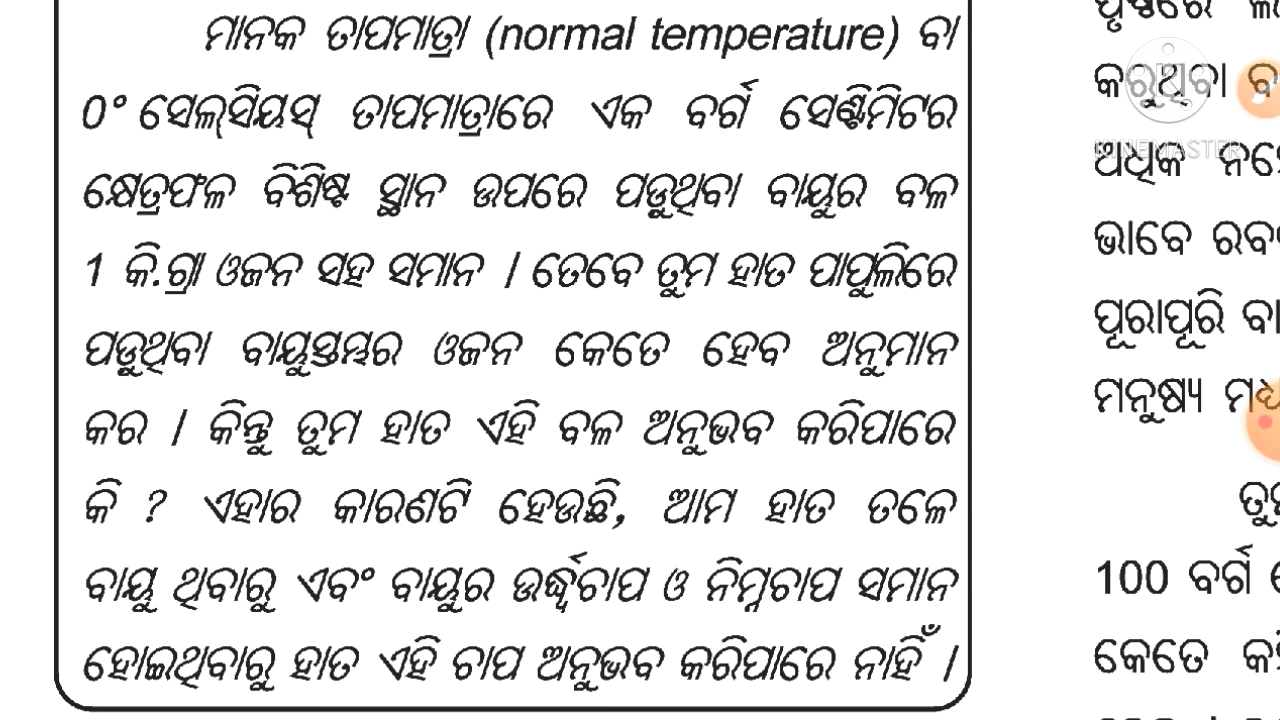 ମାନକ ତାପମାତ୍ରା (normal temperature) ବା
0° ସେଲ୍‌ସିୟସ୍ ତାପମାତ୍ରାରେ ଏକ ବର୍ଗ ସେଣ୍ଟିମିଟର
କ୍ଷେତ୍ରଫଳ ବିଶିଷ୍ଟ ସ୍ଥାନ ଉପରେ ପଡୁଥିବା ବାୟୁର ବଳ
1 କି.ଗ୍ରା ଓଜନ ସହ ସମାନ । ତେବେ ତୁମ ହାତ ପାପୁଲିରେ
ପଡୁଥିବା ବାୟୁସ୍ତମ୍ଭର ଓଜନ କେତେ ହେବ ଅନୁମାନ
କର । କିନ୍ତୁ ତୁମ ହାତ ଏହି ବଳ ଅନୁଭବ କରିପାରେ
କି ? ଏହାର କାରଣଟି ହେଉଛି, ଆମ ହାତ ତଳେ
ବାୟୁ ଥିବାରୁ ଏବଂ ବାୟୁର ଉର୍ଦ୍ଧ୍ୱଚାପ ଓ ନିମ୍ନଚାପ ସମାନ
ହୋଇଥିବାରୁ ହାତ ଏହି ଚାପ ଅନୁଭବ କରିପାରେ ନାହିଁ ।
କରୁଥିବା
KINEMASTER
ଅଧିକ
ଭାବେ
ପୂରାପୂରି
ମନୁଷ୍ୟ
100 ବର୍ଗ
କେତେ